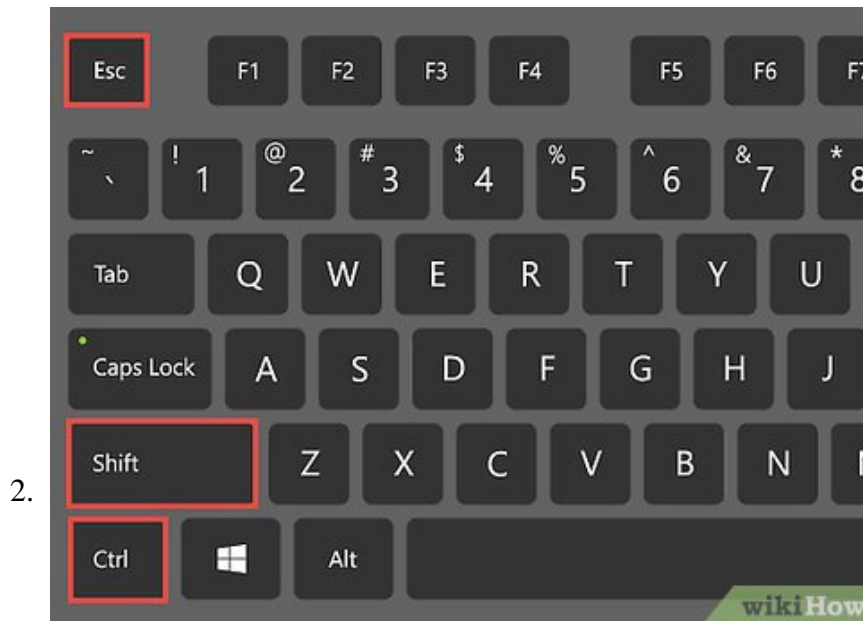 Esc F1 F2 F3 F4 F5 F6
~ ` ! 1 @ 2 # 3 $ 4 % 5 ^ 6 & 7 * 8
Tab Q W E R T Y U
Caps Lock A S D F G H J
Shift Z X C V B N
2.
Ctrl Alt
wikiHow